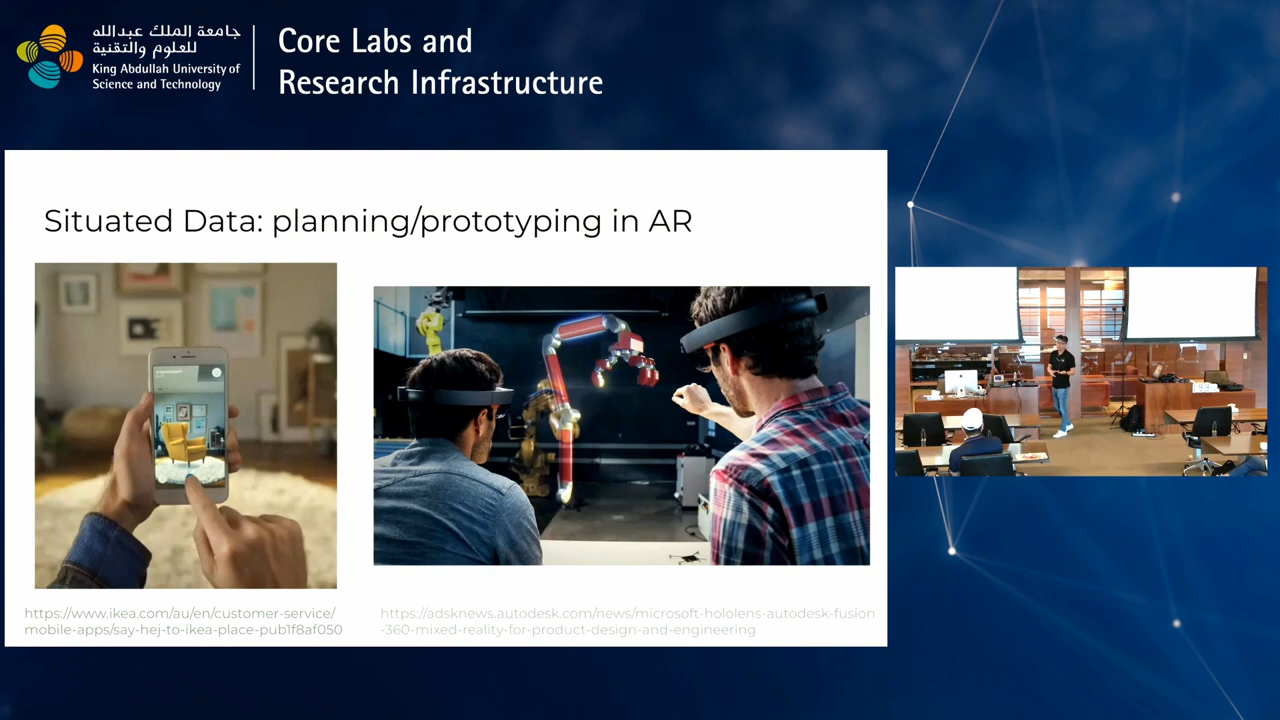 جامعة الملك عبدالله
للعلوم والتقنية
King Abdullah University of
Science and Technology
Core Labs and
Research Infrastructure
Situated Data: planning/prototyping in AR
https://www.ikea.com/au/en/customer-service/
mobile-apps/say-hej-to-ikea-place-pub1f8af050
https://adsknews.autodesk.com/news/microsoft-hololens-autodesk-fusion
-360-mixed-reality-for-product-design-and-engineering